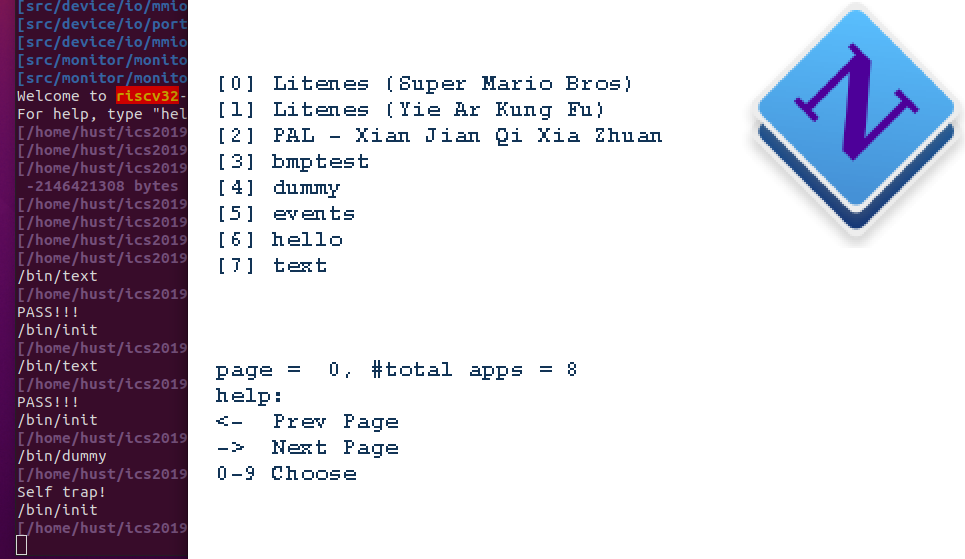 [src/device/io/mmio
[src/device/io/port
[src/device/io/mmio
[src/monitor/monito
[src/monitor/monito
Welcome to riscv32-
For help, type "hel
[/home/hust/ics2019
[/home/hust/ics2019
[/home/hust/ics2019
-2146421308 bytes
[/home/hust/ics2019
[/home/hust/ics2019
[/home/hust/ics2019
[/home/hust/ics2019
/bin/text
[/home/hust/ics2019
PASS!!!
/bin/init
[/home/hust/ics2019
/bin/text
[/home/hust/ics2019
PASS!!!
/bin/init
[/home/hust/ics2019
/bin/dummy
[/home/hust/ics2019
Self trap!
/bin/init
[/home/hust/ics2019
[0] Litenes (Super Mario Bros)
[1] Litenes (Yie Ar Kung Fu)
[2] PAL - Xian Jian Qi Xia Zhuan
[3] bmptest
[4] dummy
[5] events
[6] hello
[7] text
page =  0, #total apps = 8
help:
<-  Prev Page
->  Next Page
0-9 Choose
N